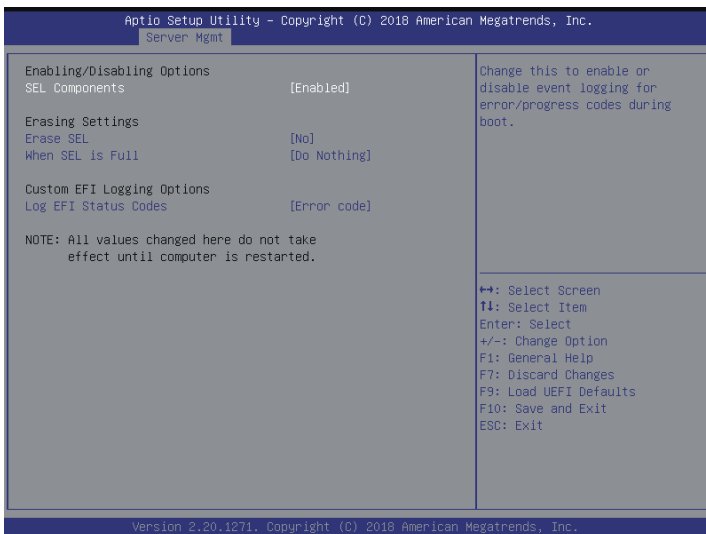 Aptio Setup Utility – Copyright (C) 2018 American Megatrends, Inc.
Server Mgmt
Enabling/Disabling Options
SEL Components [Enabled]
Erasing Settings
Erase SEL [No]
When SEL is Full [Do Nothing]
Custom EFI Logging Options
Log EFI Status Codes [Error code]
NOTE: All values changed here do not take
effect until computer is restarted.
Change this to enable or
disable event logging for
error/progress codes during
boot.
↔: Select Screen
↑↓: Select Item
Enter: Select
+/-: Change Option
F1: General Help
F7: Discard Changes
F9: Load UEFI Defaults
F10: Save and Exit
ESC: Exit
Version 2.20.1271. Copyright (C) 2018 American Megatrends, Inc.